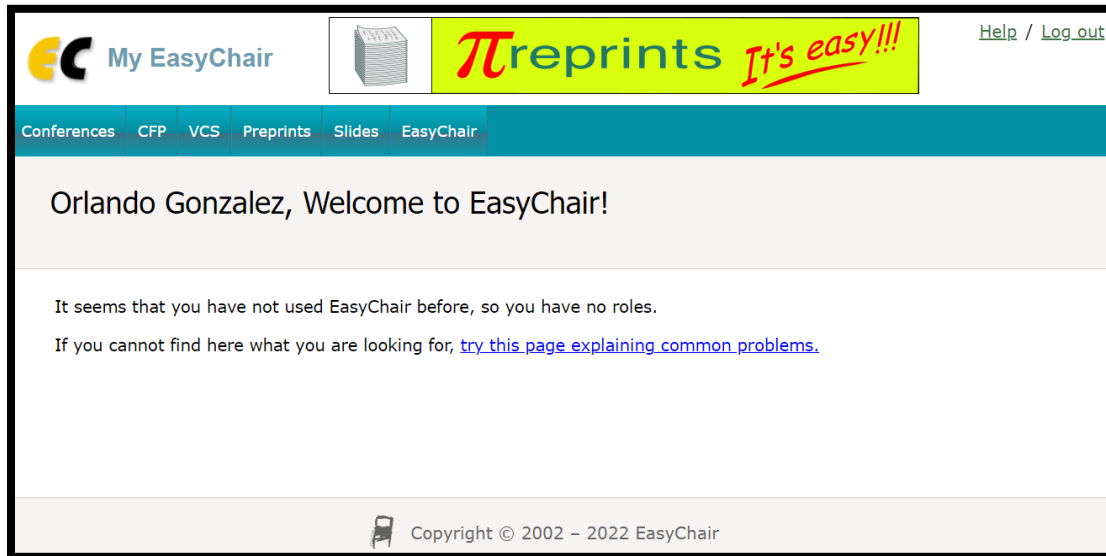 EC My EasyChair
πreprints It's easy!!!
Help / Log out
Conferences CFP VCS Preprints Slides EasyChair
Orlando Gonzalez, Welcome to EasyChair!
It seems that you have not used EasyChair before, so you have no roles.
If you cannot find here what you are looking for, try this page explaining common problems.
Copyright © 2002 – 2022 EasyChair